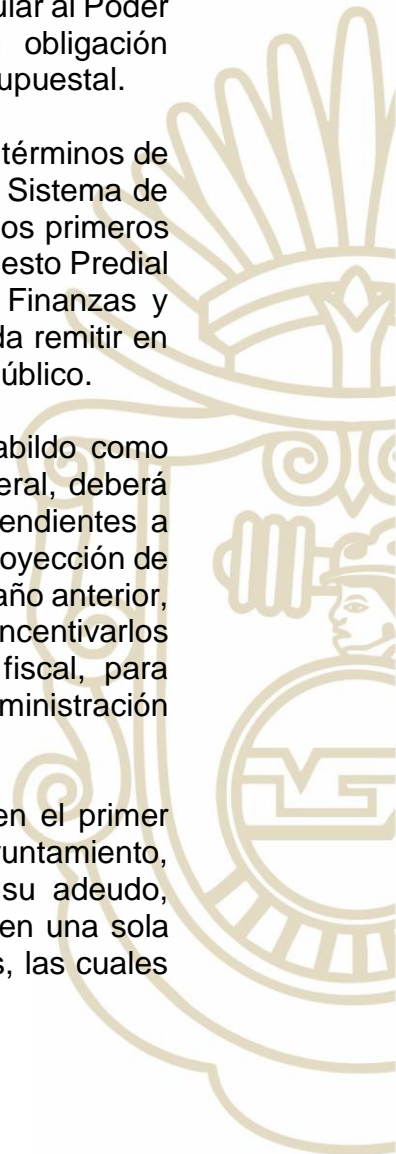 ular al Poder
obligación
upuestal.
términos de
Sistema de
os primeros
esto Predial
Finanzas y
da remitir en
úblico.
abildo como
eral, deberá
endientes a
oyección de
año anterior,
ncentivarlos
fiscal, para
ministración
en el primer
untamiento,
su adeudo,
en una sola
s, las cuales